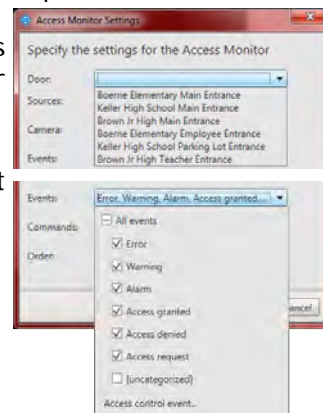 Access Monitor Settings
Specify the settings for the Access Monitor
Door:
Sources:
Boerne Elementary Main Entrance
Keller High School Main Entrance
Brown Jr High Main Entrance
Camera:
Boerne Elementary Employee Entrance
Keller High School Parking Lot Entrance
Events:
Brown Jr High Teacher Entrance
Events:
Error, Warning, Alarm, Access granted, ...
Commands:
All events
Order:
Error
Warning
Alarm
Access granted
ancel
Access denied
Access request
[uncategorized]
Access control event...